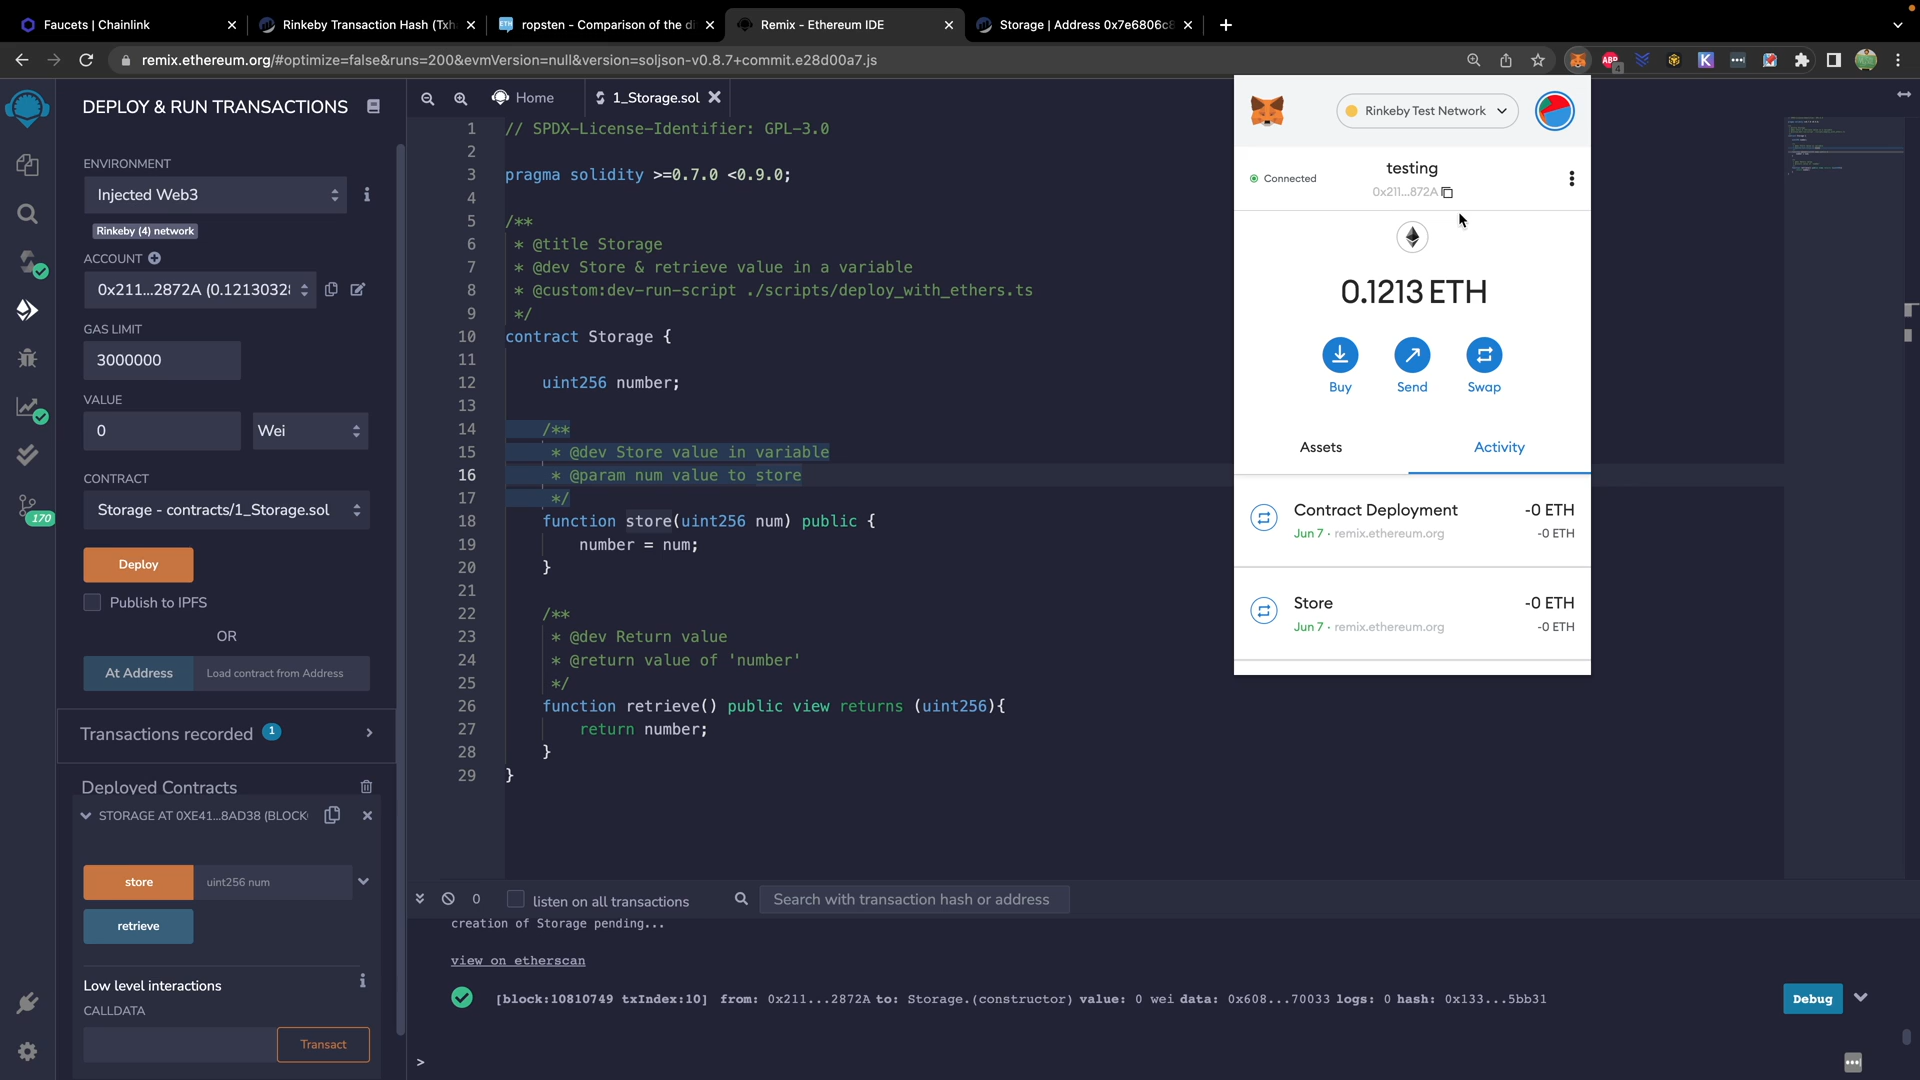 Faucets | Chainlink
Rinkeby Transaction Hash (Txh
ropsten - Comparison of the di
Remix - Ethereum IDE
Storage | Address 0x7e6806c8
remix.ethereum.org/#optimize=false&runs=200&evmVersion=null&version=soljson-v0.8.7+commit.e28d00a7.js
ABP
4
K
DEPLOY & RUN TRANSACTIONS
ENVIRONMENT
Injected Web3
Rinkeby (4) network
ACCOUNT
0x211...2872A (0.1213032
GAS LIMIT
3000000
VALUE
0
Wei
CONTRACT
Storage - contracts/1_Storage.sol
Deploy
Publish to IPFS
OR
At Address
Load contract from Address
Transactions recorded 1
Deployed Contracts
STORAGE AT 0XE41...8AD38 (BLOCK
store
uint256 num
retrieve
Low level interactions
CALLDATA
Transact
170
Home
1_Storage.sol
1 // SPDX-License-Identifier: GPL-3.0
2
3 pragma solidity >=0.7.0 <0.9.0;
4
5 /**
6 * @title Storage
7 * @dev Store & retrieve value in a variable
8 * @custom:dev-run-script ./scripts/deploy_with_ethers.ts
9 */
10 contract Storage {
11
12 uint256 number;
13
14 /**
15 * @dev Store value in variable
16 * @param num value to store
17 */
18 function store(uint256 num) public {
19 number = num;
20 }
21
22 /**
23 * @dev Return value
24 * @return value of 'number'
25 */
26 function retrieve() public view returns (uint256){
27 return number;
28 }
29 }
Rinkeby Test Network
Connected
testing
0x211...872A
0.1213 ETH
Buy
Send
Swap
Assets
Activity
Contract Deployment
-0 ETH
Jun 7 · remix.ethereum.org
-0 ETH
Store
-0 ETH
Jun 7 · remix.ethereum.org
-0 ETH
0
listen on all transactions
Search with transaction hash or address
creation of Storage pending...
view on etherscan
[block:10810749 txIndex:10] from: 0x211...2872A to: Storage.(constructor) value: 0 wei data: 0x608...70033 logs: 0 hash: 0x133...5bb31
Debug
>